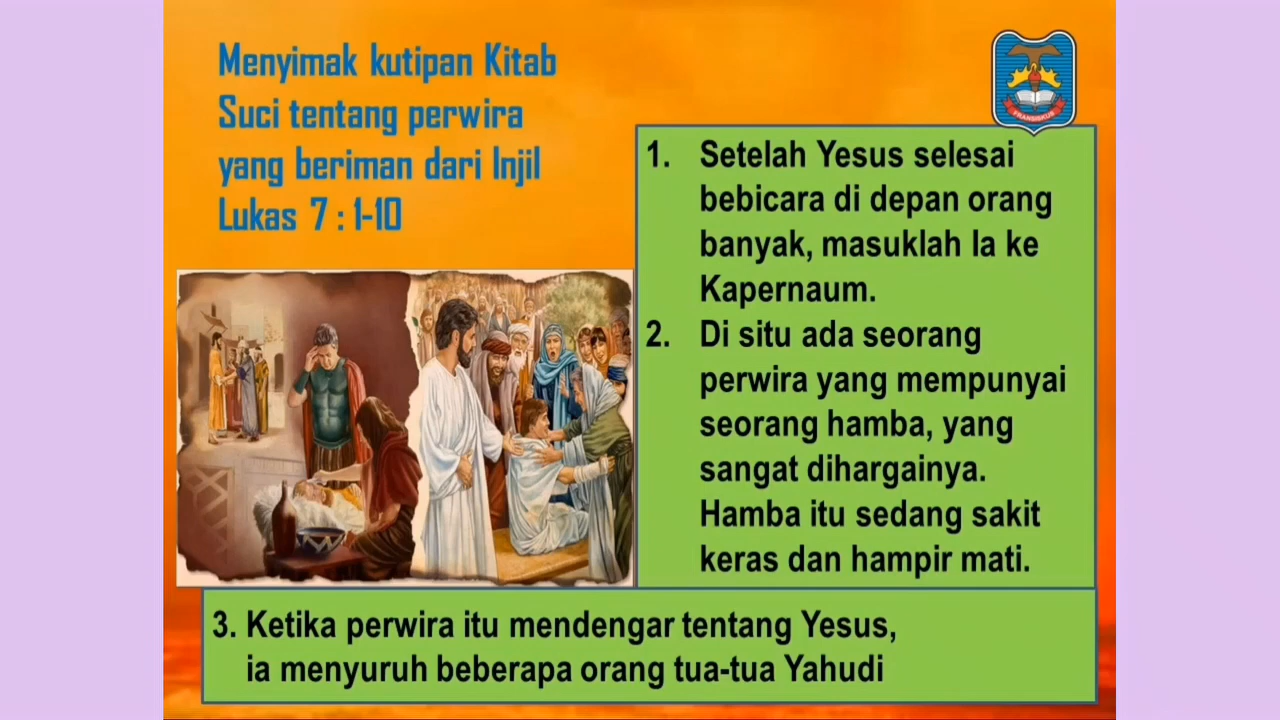 Menyimak kutipan Kitab
Suci tentang perwira
yang beriman dari Injil
Lukas 7 : 1-10
FRANSISKUS
1. Setelah Yesus selesai
bebicara di depan orang
banyak, masuklah Ia ke
Kapernaum.
2. Di situ ada seorang
perwira yang mempunyai
seorang hamba, yang
sangat dihargainya.
Hamba itu sedang sakit
keras dan hampir mati.
3. Ketika perwira itu mendengar tentang Yesus,
ia menyuruh beberapa orang tua-tua Yahudi